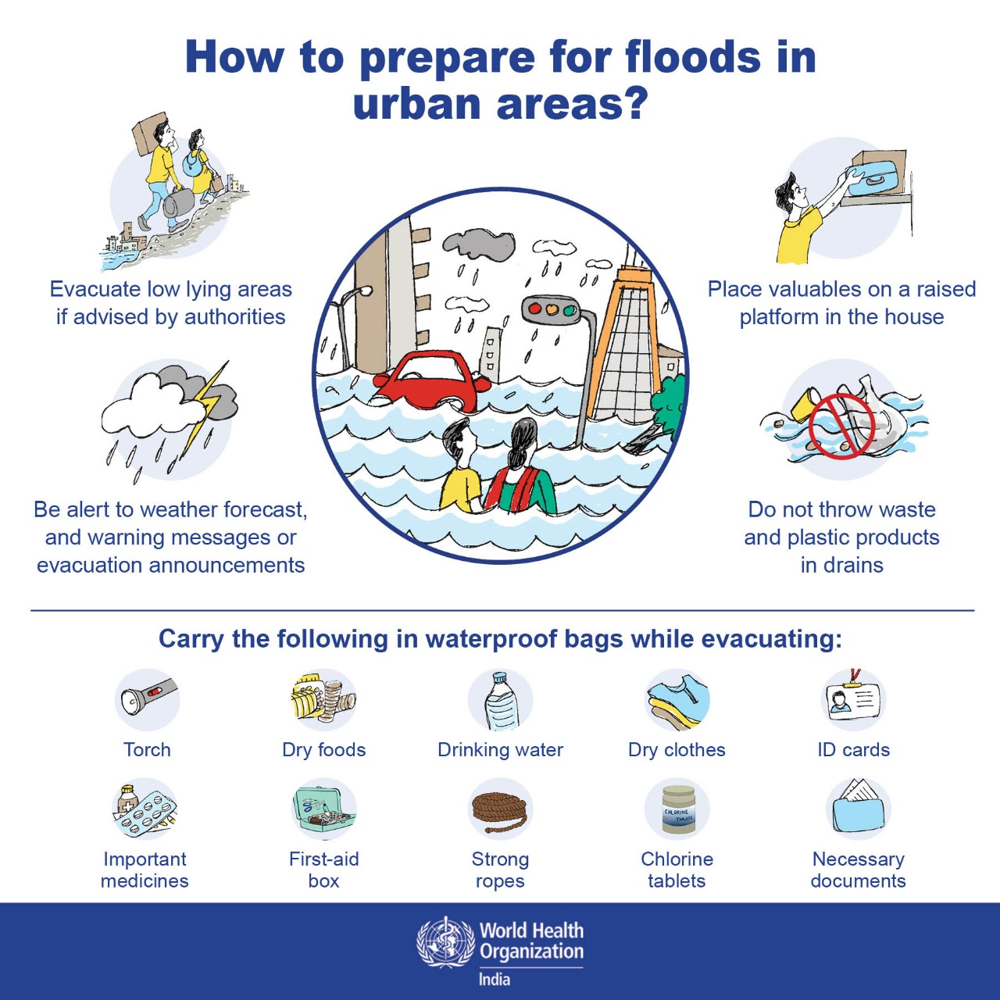 How to prepare for floods in
urban areas?
Evacuate low lying areas
if advised by authorities
Place valuables on a raised
platform in the house
Be alert to weather forecast,
and warning messages or
evacuation announcements
Do not throw waste
and plastic products
in drains
Carry the following in waterproof bags while evacuating:
Torch
Dry foods
Drinking water
Dry clothes
ID cards
CHLORINE
TABLETS
Important
medicines
First-aid
box
Strong
ropes
Chlorine
tablets
Necessary
documents
World Health
Organization
India